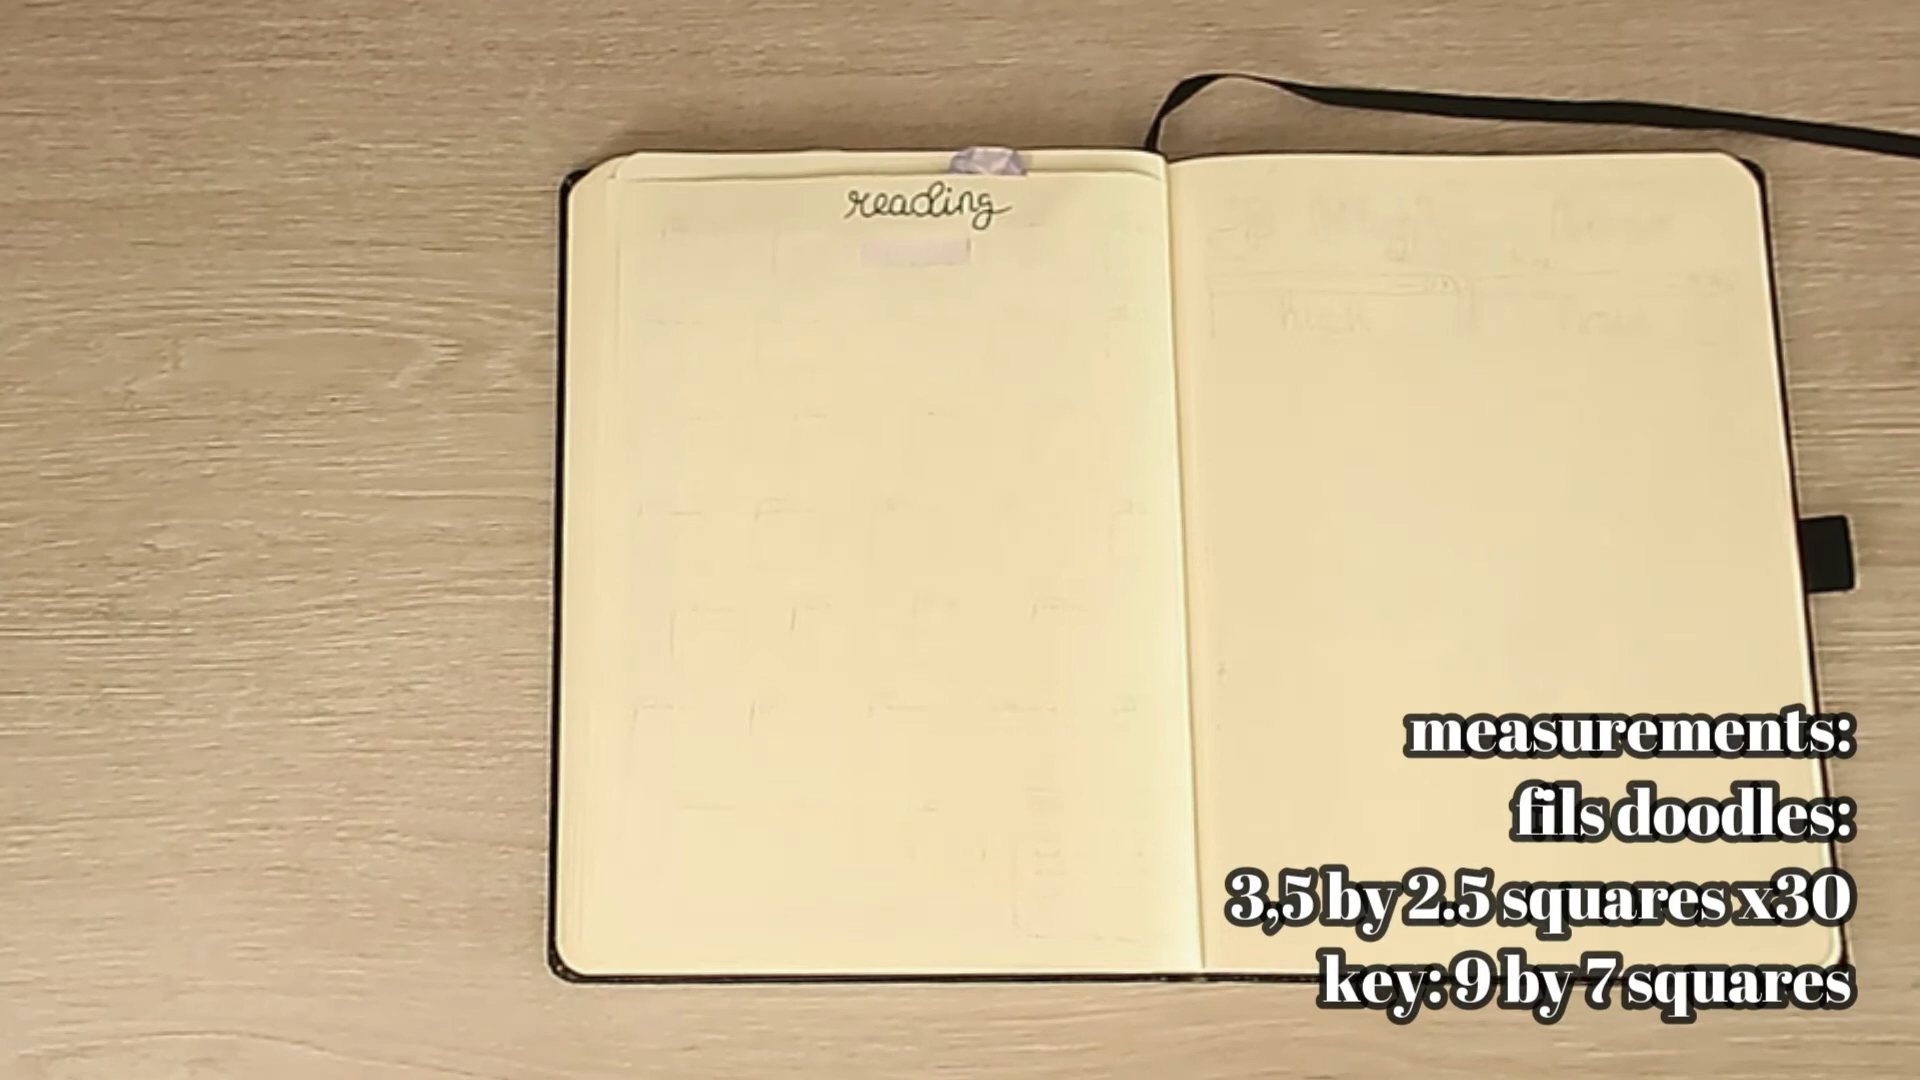 reading
measurements:
fils doodles:
3,5 by 2.5 squares x30
key: 9 by 7 squares